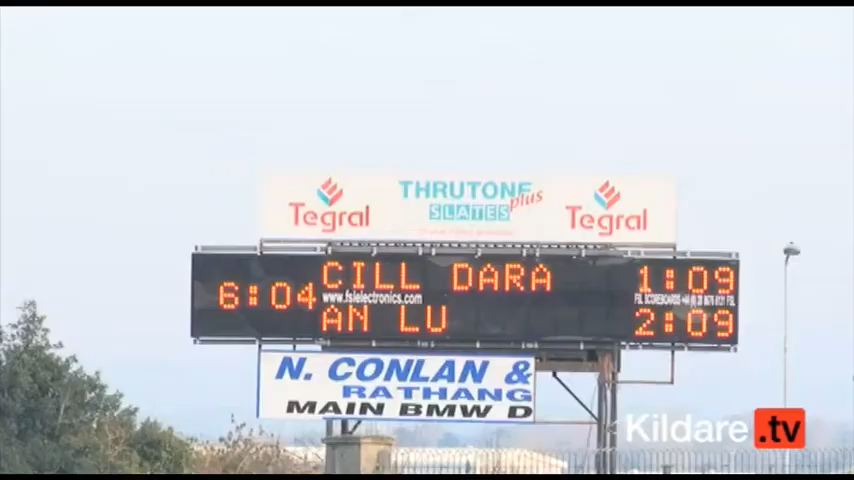 Tegral
THRUTONE plus
SLATES
Tegral
CILL DARA 1:09
6:04
www.fslelectronics.com
AN LU 2:09
N. CONLAN &
RATHANG
MAIN BMW D
Kildare.tv